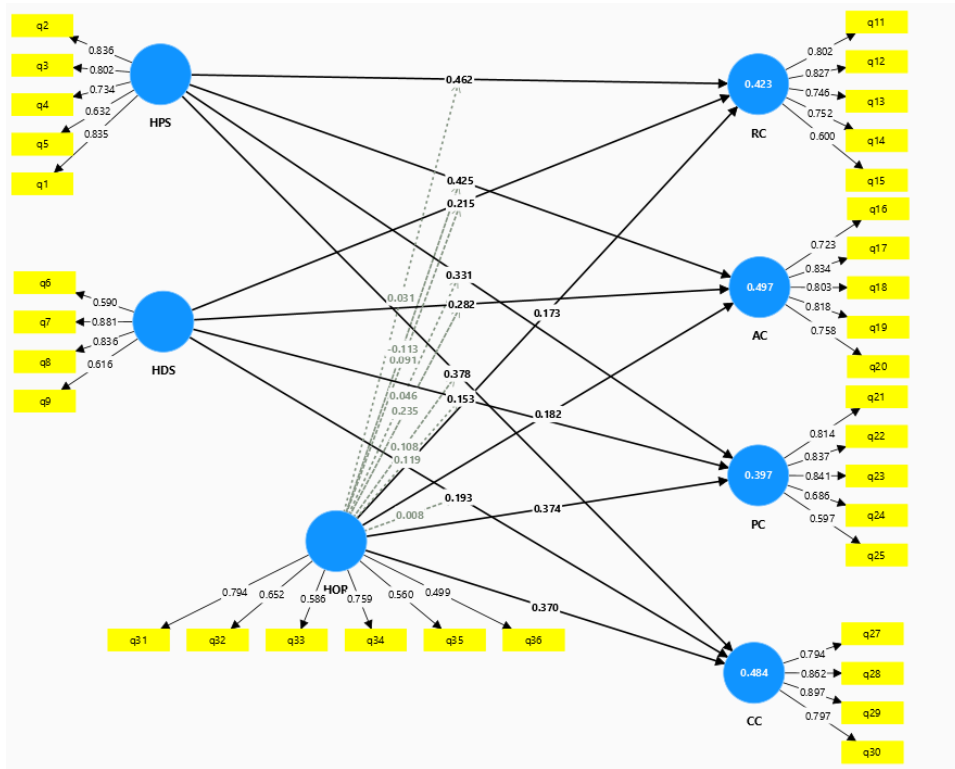 q2
q3
q4
q5
q1
0.836
0.802
0.734
0.632
0.835
HPS
q6
q7
q8
q9
0.590
0.881
0.836
0.616
HDS
0.462
0.425
0.215
0.331
0.282
0.173
0.378
0.153
0.182
0.193
0.374
0.370
0.031
-0.113
0.091
0.046
0.235
0.108
0.119
0.008
HOP
0.794
0.652
0.586
0.759
0.560
0.499
q31
q32
q33
q34
q35
q36
0.423
RC
0.802
0.827
0.746
0.752
0.600
q11
q12
q13
q14
q15
0.497
AC
0.723
0.834
0.803
0.818
0.758
q16
q17
q18
q19
q20
0.397
PC
0.814
0.837
0.841
0.686
0.597
q21
q22
q23
q24
q25
0.484
CC
0.794
0.862
0.897
0.797
q27
q28
q29
q30